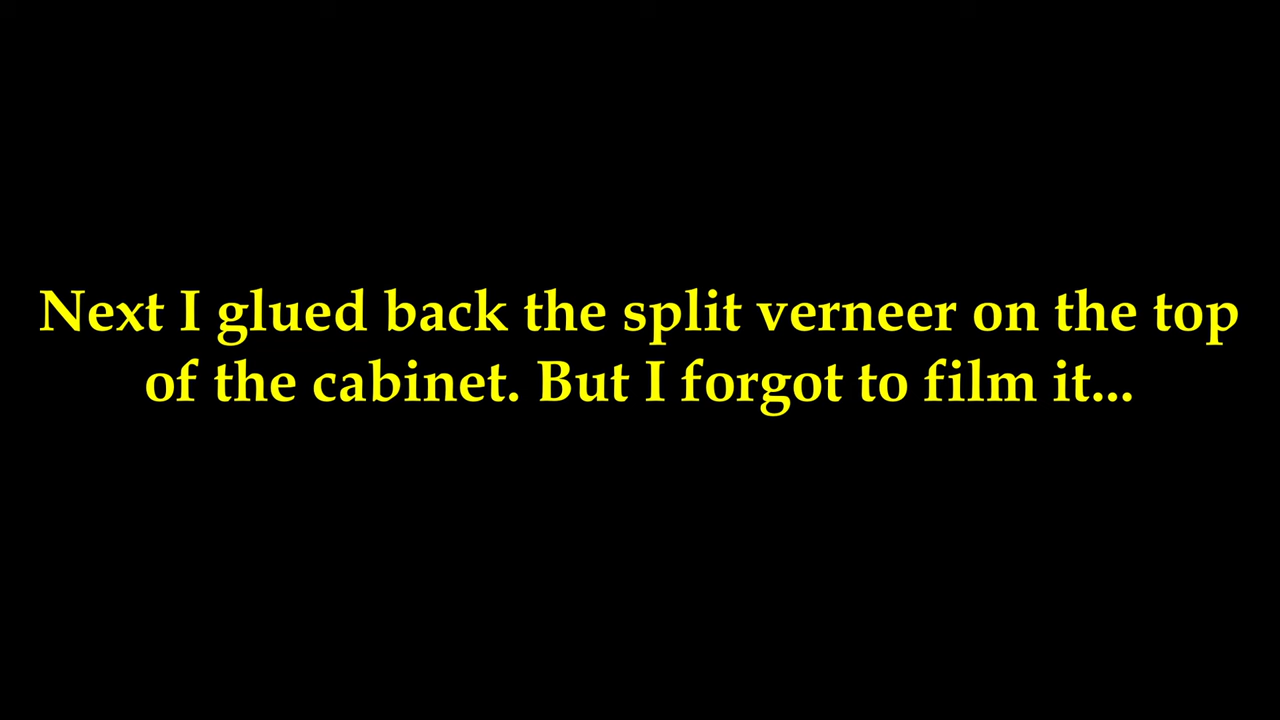 Next I glued back the split verneer on the top
of the cabinet. But I forgot to film it...